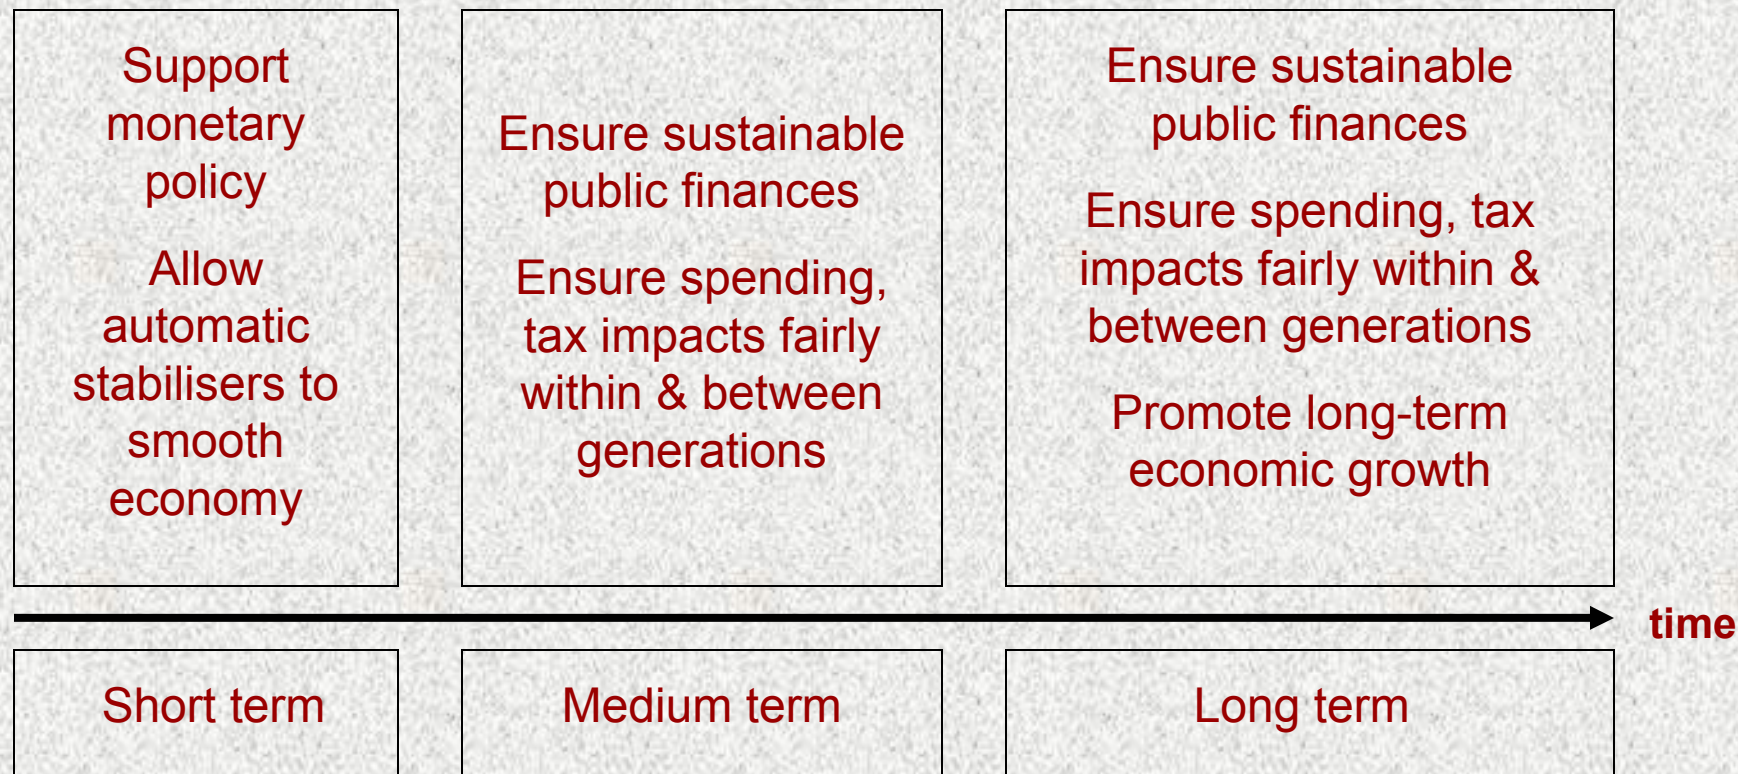 Support
monetary
policy
Allow
automatic
stabilisers to
smooth
economy
Ensure sustainable
public finances
Ensure spending,
tax impacts fairly
within & between
generations
Ensure sustainable
public finances
Ensure spending, tax
impacts fairly within &
between generations
Promote long-term
economic growth
time
Short term
Medium term
Long term